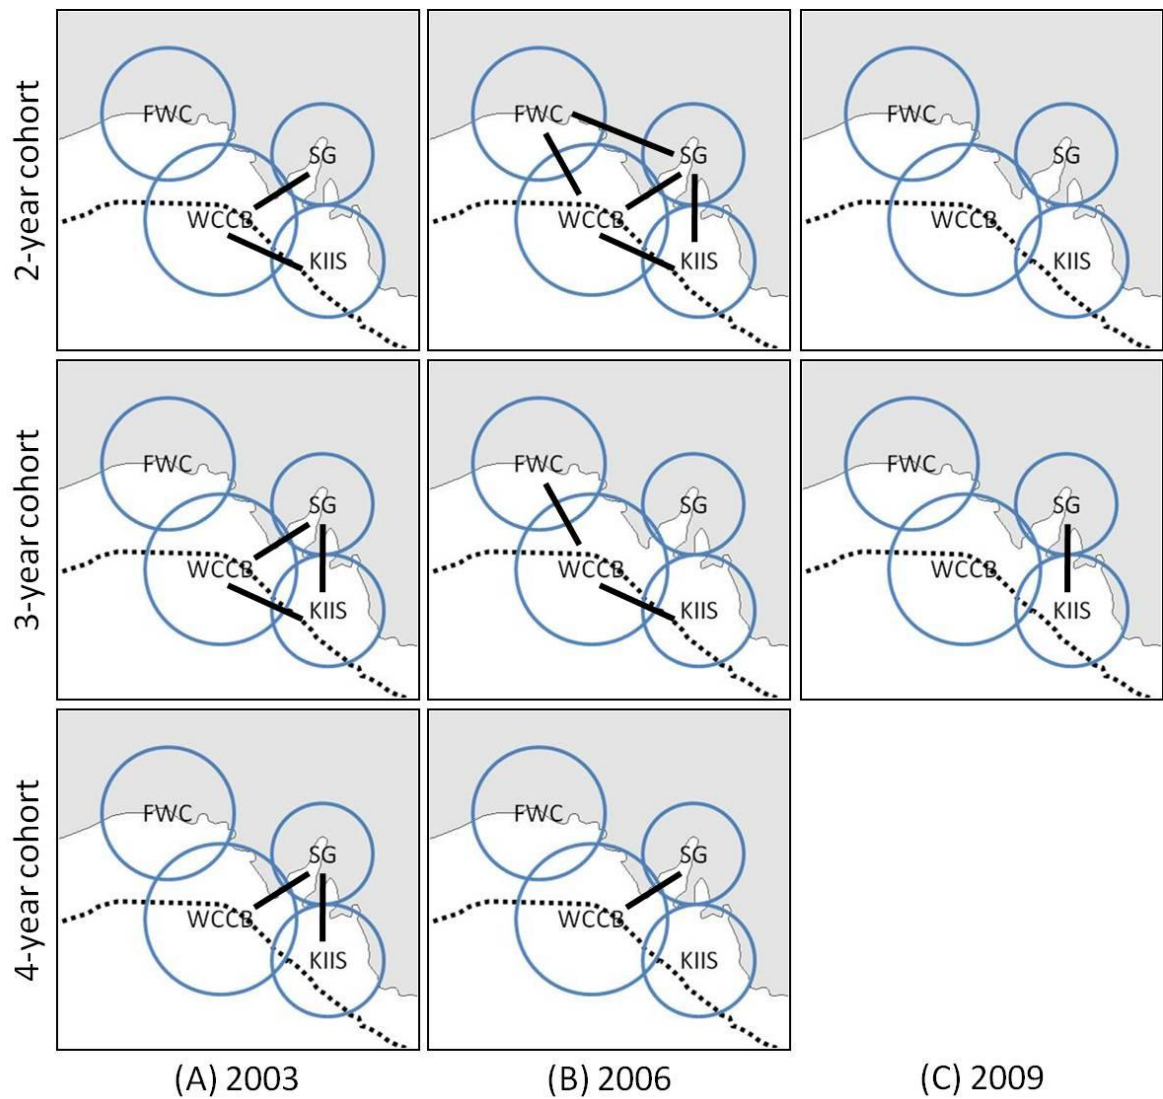 2-year cohort
FWC
SG
WCCB
KIIS
FWC
SG
WCCB
KIIS
FWC
SG
WCCB
KIIS
3-year cohort
FWC
SG
WCCB
KIIS
FWC
SG
WCCB
KIIS
FWC
SG
WCCB
KIIS
4-year cohort
FWC
SG
WCCB
KIIS
FWC
SG
WCCB
KIIS
(A) 2003
(B) 2006
(C) 2009